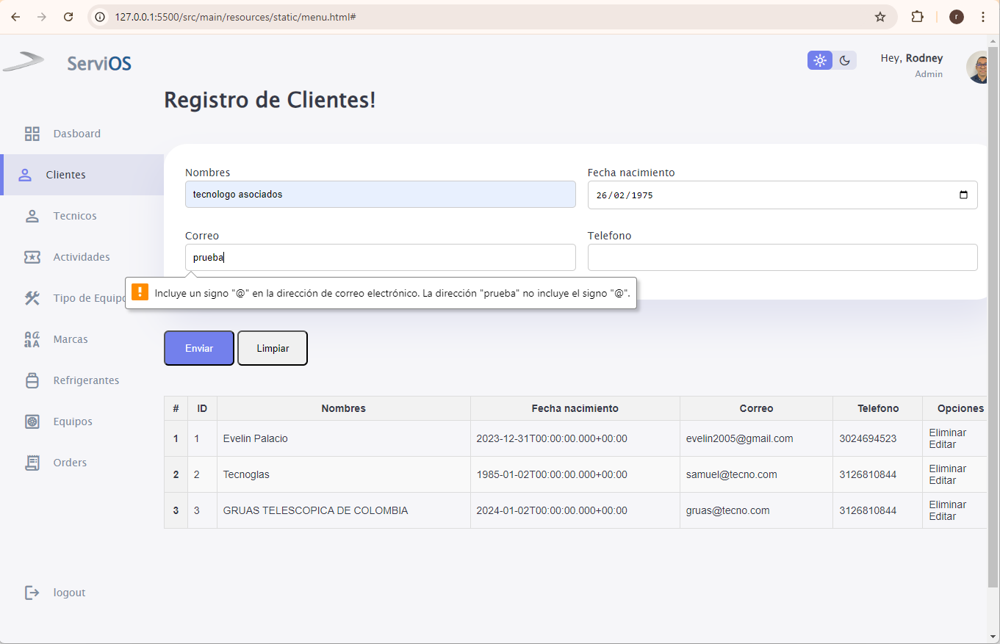 127.0.0.1:5500/src/main/resources/static/menu.html#
r
ServiOS
Hey, Rodney
Admin
Registro de Clientes!
Dasboard
Clientes
Tecnicos
Actividades
Tipo de Equipo
Marcas
Refrigerantes
Equipos
Orders
logout
Nombres
Fecha nacimiento
tecnologo asociados
26/02/1975
Correo
Telefono
prueba
Incluye un signo "@" en la dirección de correo electrónico. La dirección "prueba" no incluye el signo "@".
Enviar
Limpiar
# ID Nombres Fecha nacimiento Correo Telefono Opciones
1 1 Evelin Palacio 2023-12-31T00:00:00.000+00:00 evelin2005@gmail.com 3024694523 Eliminar
Editar
2 2 Tecnoglas 1985-01-02T00:00:00.000+00:00 samuel@tecno.com 3126810844 Eliminar
Editar
3 3 GRUAS TELESCOPICA DE COLOMBIA 2024-01-02T00:00:00.000+00:00 gruas@tecno.com 3126810844 Eliminar
Editar